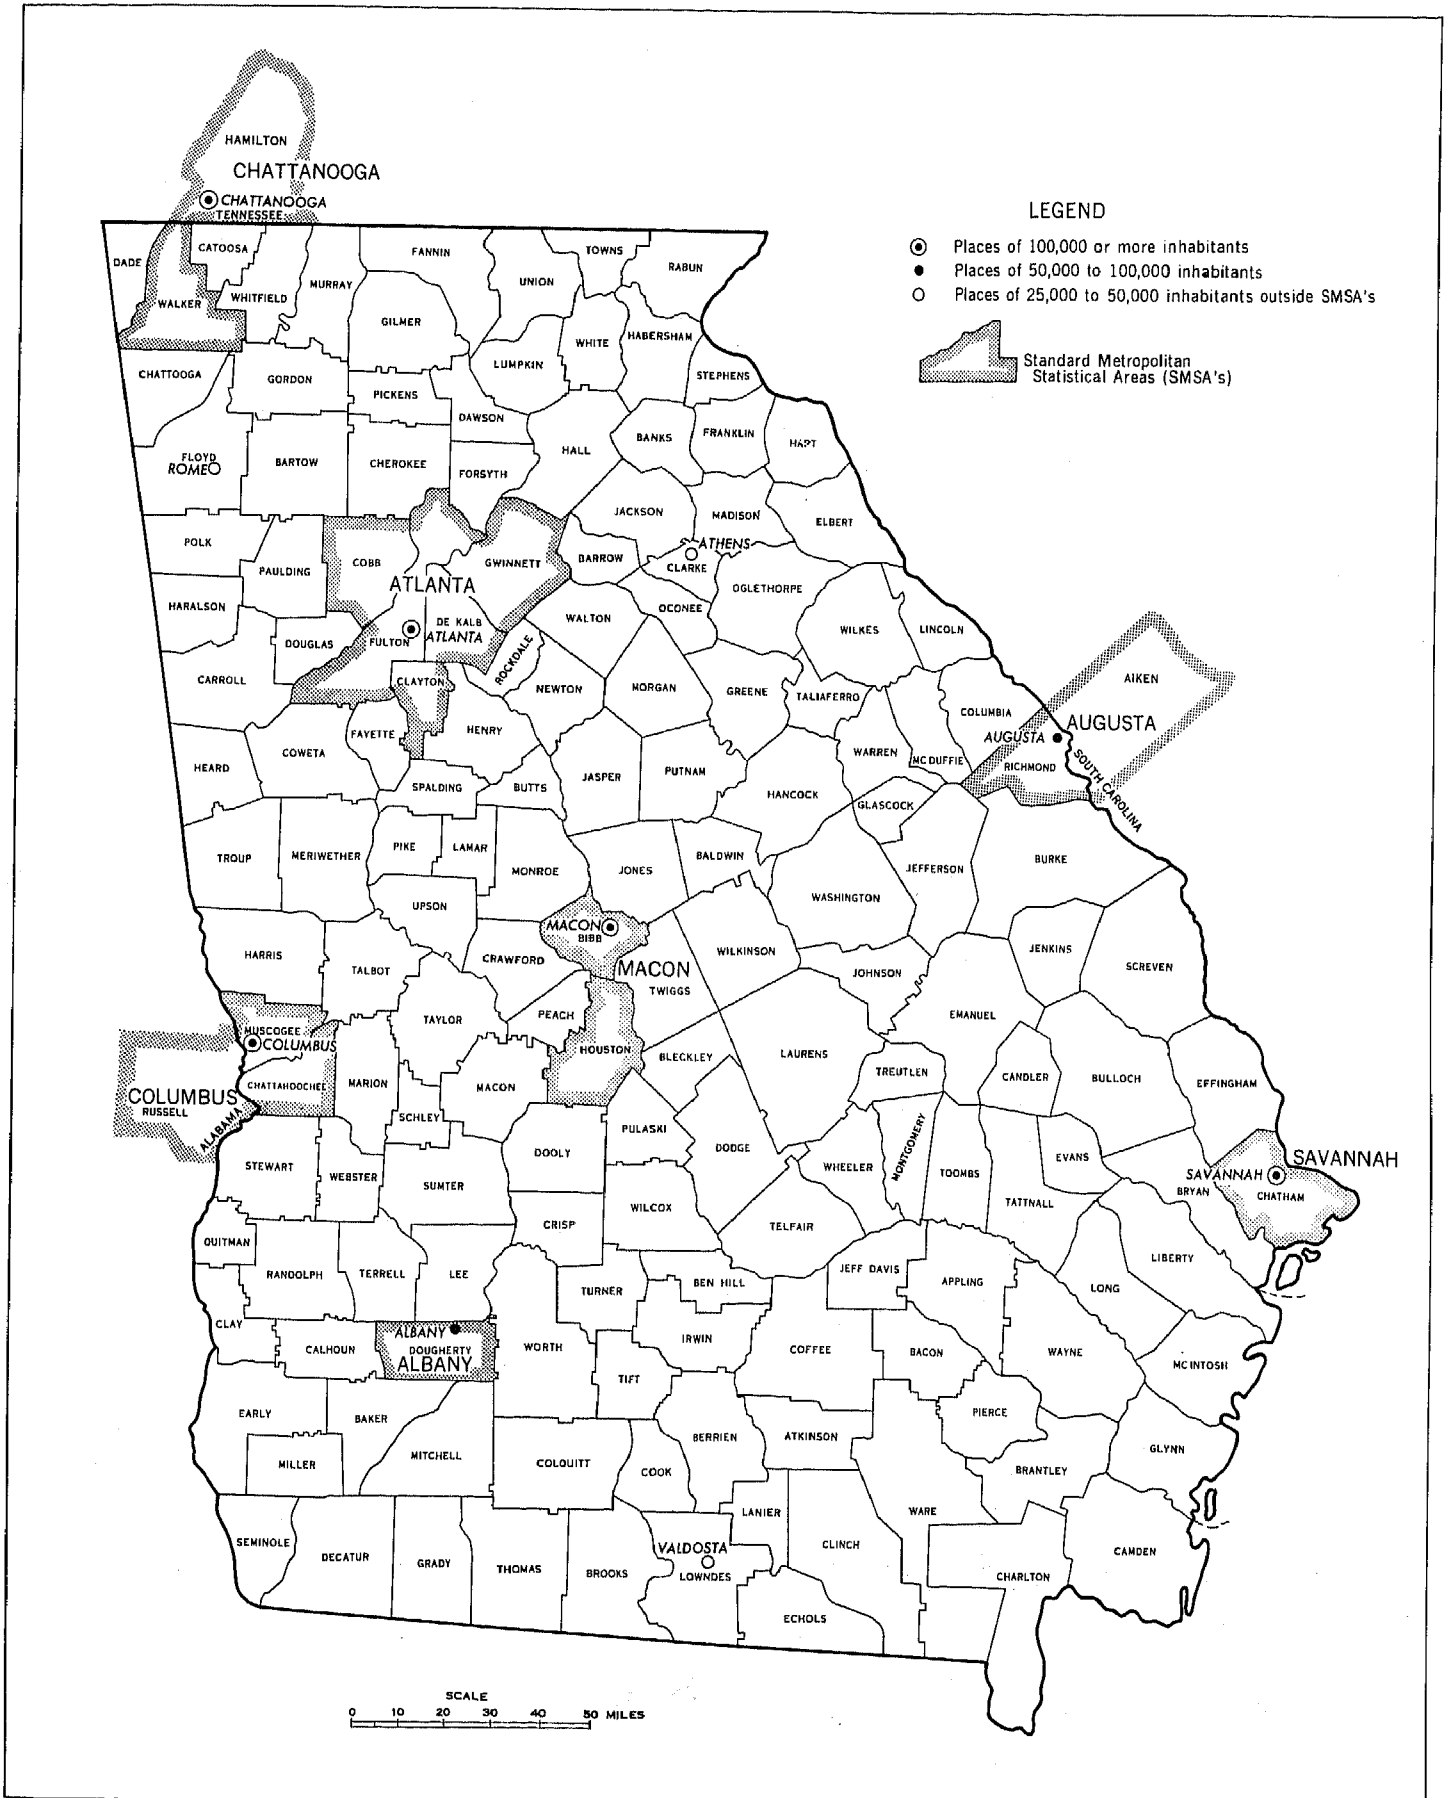 HAMILTON
CHATTANOOGA
CHATTANOOGA
TENNESSEE
LEGEND
Places of 100,000 or more inhabitants
Places of 50,000 to 100,000 inhabitants
Places of 25,000 to 50,000 inhabitants outside SMSA's
Standard Metropolitan
Statistical Areas (SMSA's)
DADE
CATOOSA
FANNIN
TOWNS
RABUN
UNION
MURRAY
WALKER
WHITFIELD
GILMER
WHITE
HABERSHAM
LUMPKIN
STEPHENS
CHATTOOGA
GORDON
PICKENS
DAWSON
BANKS
FRANKLIN
HART
HALL
FLOYD
ROME
BARTOW
CHEROKEE
FORSYTH
JACKSON
MADISON
ELBERT
POLK
PAULDING
COBB
GWINNETT
BARROW
ATHENS
CLARKE
ATLANTA
OGLETHORPE
HARALSON
OCONEE
WALTON
DE KALB
ATLANTA
FULTON
DOUGLAS
ROCKDALE
WILKES
LINCOLN
CARROLL
CLAYTON
NEWTON
MORGAN
GREENE
TALIAFERRO
AIKEN
COLUMBIA
AUGUSTA
AUGUSTA
SOUTH CAROLINA
FAYETTE
HENRY
COWETA
WARREN
MC DUFFIE
RICHMOND
HEARD
SPALDING
BUTTS
JASPER
PUTNAM
HANCOCK
GLASCOCK
TROUP
MERIWETHER
PIKE
LAMAR
MONROE
JONES
BALDWIN
JEFFERSON
BURKE
UPSON
WASHINGTON
MACON
BIBB
MACON
TWIGGS
WILKINSON
JENKINS
HARRIS
TALBOT
CRAWFORD
JOHNSON
SCREVEN
PEACH
TAYLOR
EMANUEL
MUSCOGEE
COLUMBUS
HOUSTON
BLECKLEY
LAURENS
TREUTLEN
CANDLER
BULLOCH
EFFINGHAM
CHATTAHOOCHEE
MARION
MACON
COLUMBUS
RUSSELL
ALABAMA
SCHLEY
PULASKI
DODGE
MONTGOMERY
DOOLY
STEWART
WEBSTER
SUMTER
WHEELER
TOOMBS
EVANS
SAVANNAH
SAVANNAH
BRYAN
CHATHAM
TATTNALL
WILCOX
CRISP
TELFAIR
QUITMAN
RANDOLPH
TERRELL
LEE
LIBERTY
JEFF DAVIS
APPLING
LONG
BEN HILL
TURNER
CLAY
ALBANY
DOUGHERTY
ALBANY
CALHOUN
WORTH
IRWIN
COFFEE
BACON
WAYNE
MC INTOSH
TIFT
EARLY
BAKER
PIERCE
BERRIEN
ATKINSON
GLYNN
MILLER
MITCHELL
COLQUITT
COOK
BRANTLEY
LANIER
WARE
SEMINOLE
DECATUR
GRADY
THOMAS
BROOKS
VALDOSTA
LOWNDES
CLINCH
CHARLTON
CAMDEN
ECHOLS
SCALE
0 10 20 30 40 50 MILES